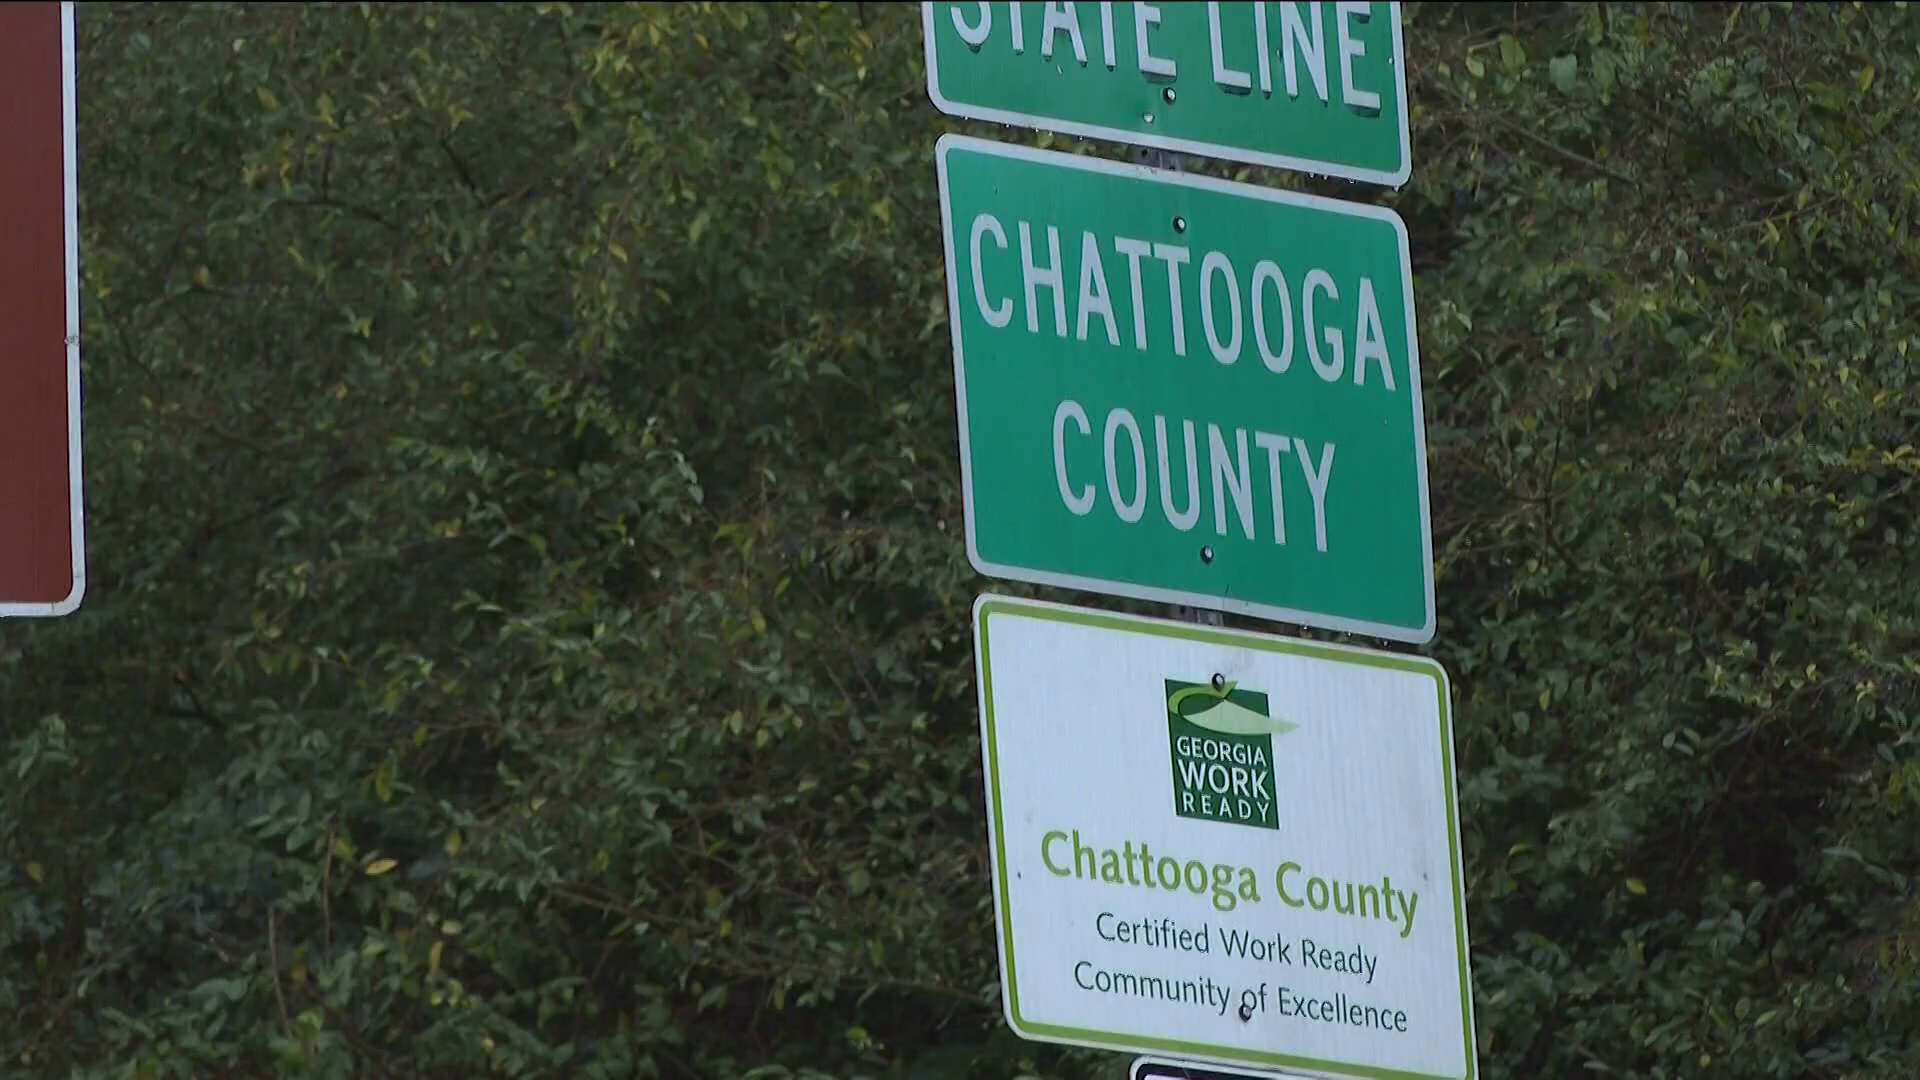 STATE LINE
CHATTOOGA
COUNTY
GEORGIA
WORK
READY
Chattooga County
Certified Work Ready
Community of Excellence